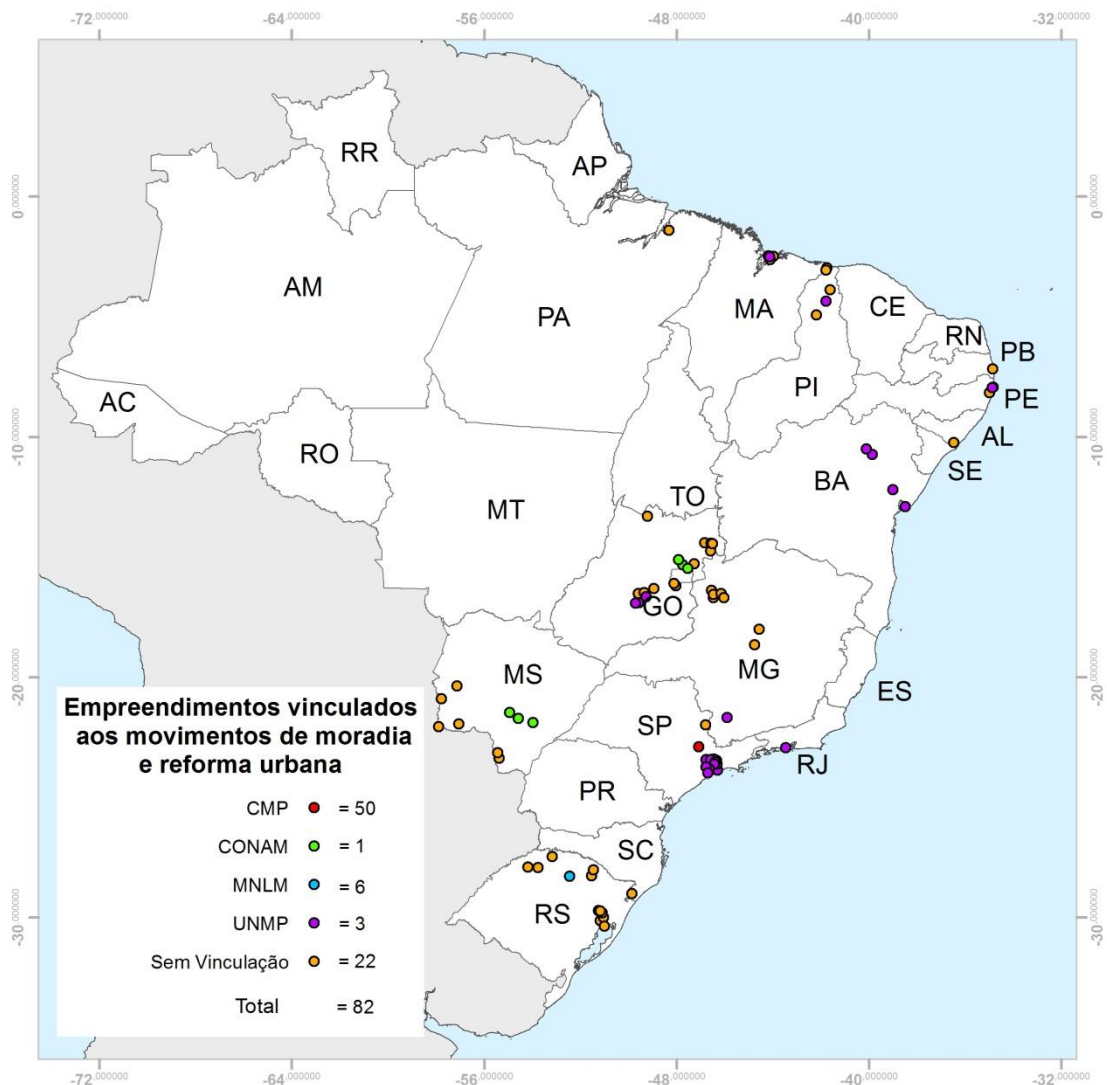 -72,000000 -64,000000 -56,000000 -48,000000 -40,000000 -32,000000
RR
AP
0,000000 0,000000
AM
PA
MA
CE
RN
PB
PI
PE
AC
AL
-10,000000 -10,000000
RO
SE
TO
BA
MT
GO
MS
MG
-20,000000 -20,000000
ES
SP
RJ
PR
SC
RS
-30,000000 -30,000000
Empreendimentos vinculados
aos movimentos de moradia
e reforma urbana
CMP = 50
CONAM = 1
MNLM = 6
UNMP = 3
Sem Vinculação = 22
Total = 82
-72,000000 -64,000000 -56,000000 -48,000000 -40,000000 -32,000000